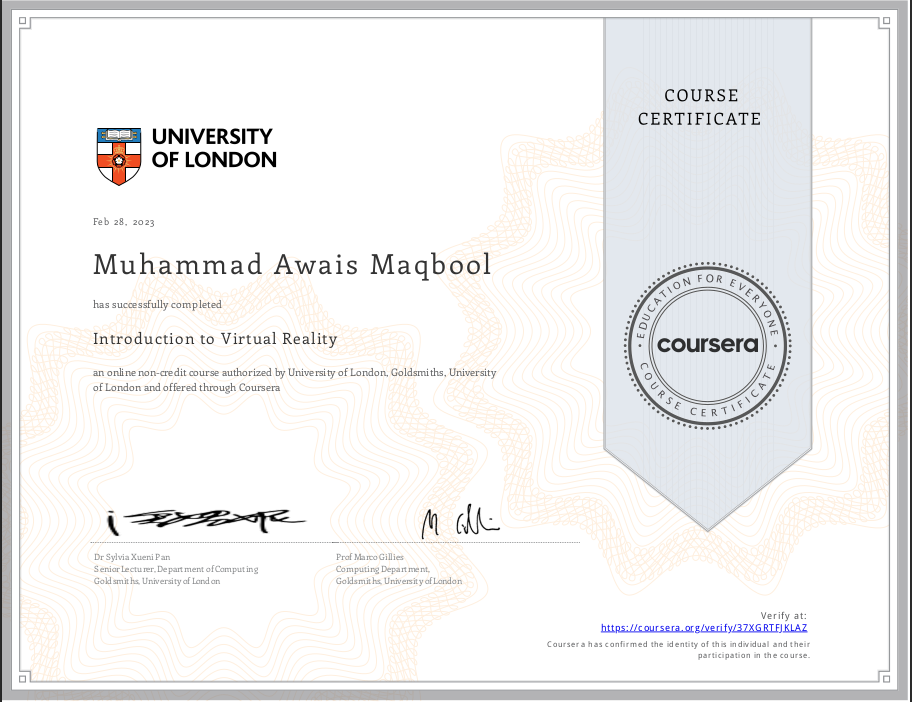 COURSE
CERTIFICATE
UNIVERSITY
OF LONDON
Feb 28, 2023
Muhammad Awais Maqbool
has successfully completed
Introduction to Virtual Reality
an online non-credit course authorized by University of London, Goldsmiths, University
of London and offered through Coursera
EDUCATION FOR EVERYONE
coursera
COURSE CERTIFICATE
Dr Sylvia Xueni Pan
Senior Lecturer, Department of Computing
Goldsmiths, University of London
Prof Marco Gillies
Computing Department,
Goldsmiths, University of London
Verify at:
https://coursera.org/verify/37XGRTFJKLAZ
Coursera has confirmed the identity of this individual and their
participation in the course.